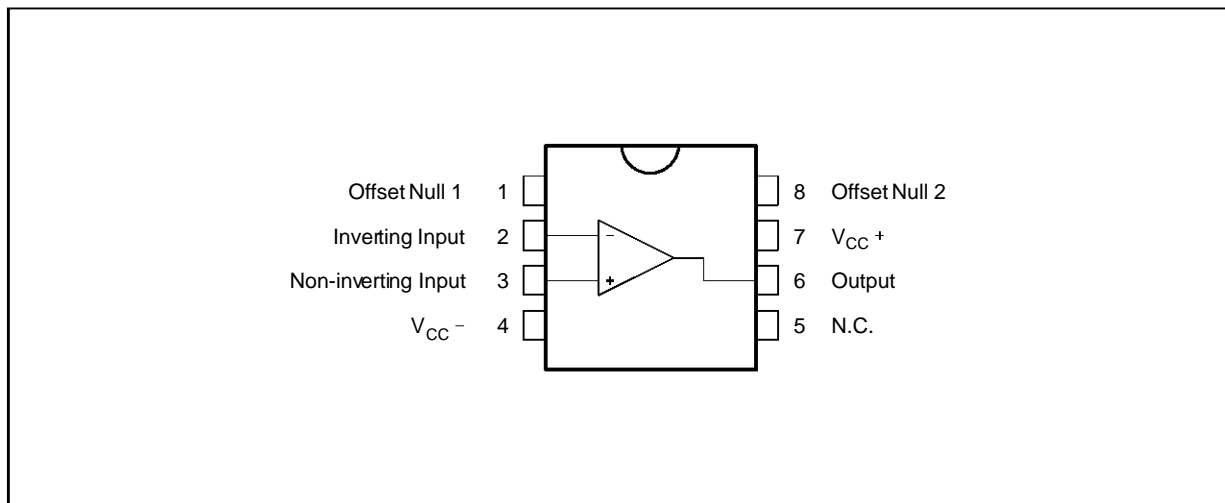 Offset Null 1 1 8 Offset Null 2
Inverting Input 2 − 7 VCC +
Non-inverting Input 3 + 6 Output
VCC − 4 5 N.C.